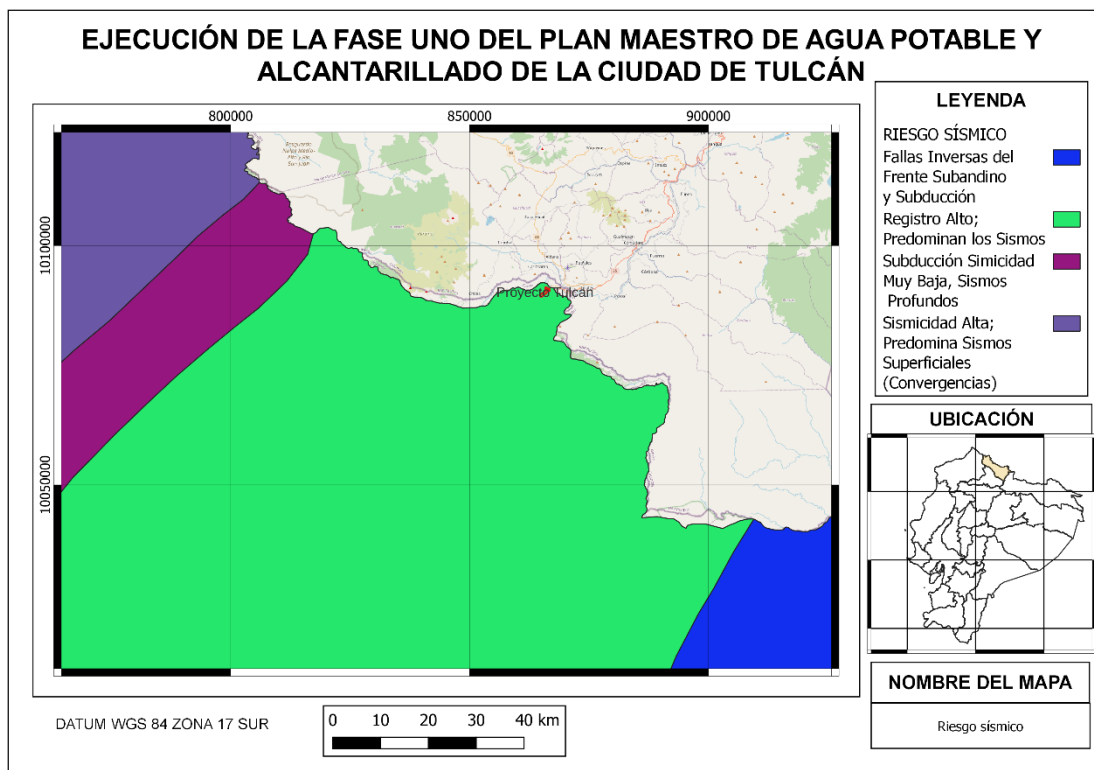 EJECUCIÓN DE LA FASE UNO DEL PLAN MAESTRO DE AGUA POTABLE Y
ALCANTARILLADO DE LA CIUDAD DE TULCÁN
800000
850000
900000
10100000
10050000
Proyecto Tulcán
LEYENDA
RIESGO SÍSMICO
Fallas Inversas del
Frente Subandino
y Subducción
Registro Alto;
Predominan los Sismos
Subducción Simicidad
Muy Baja, Sismos
Profundos
Sismicidad Alta;
Predomina Sismos
Superficiales
(Convergencias)
UBICACIÓN
NOMBRE DEL MAPA
Riesgo sísmico
DATUM WGS 84 ZONA 17 SUR
0 10 20 30 40 km